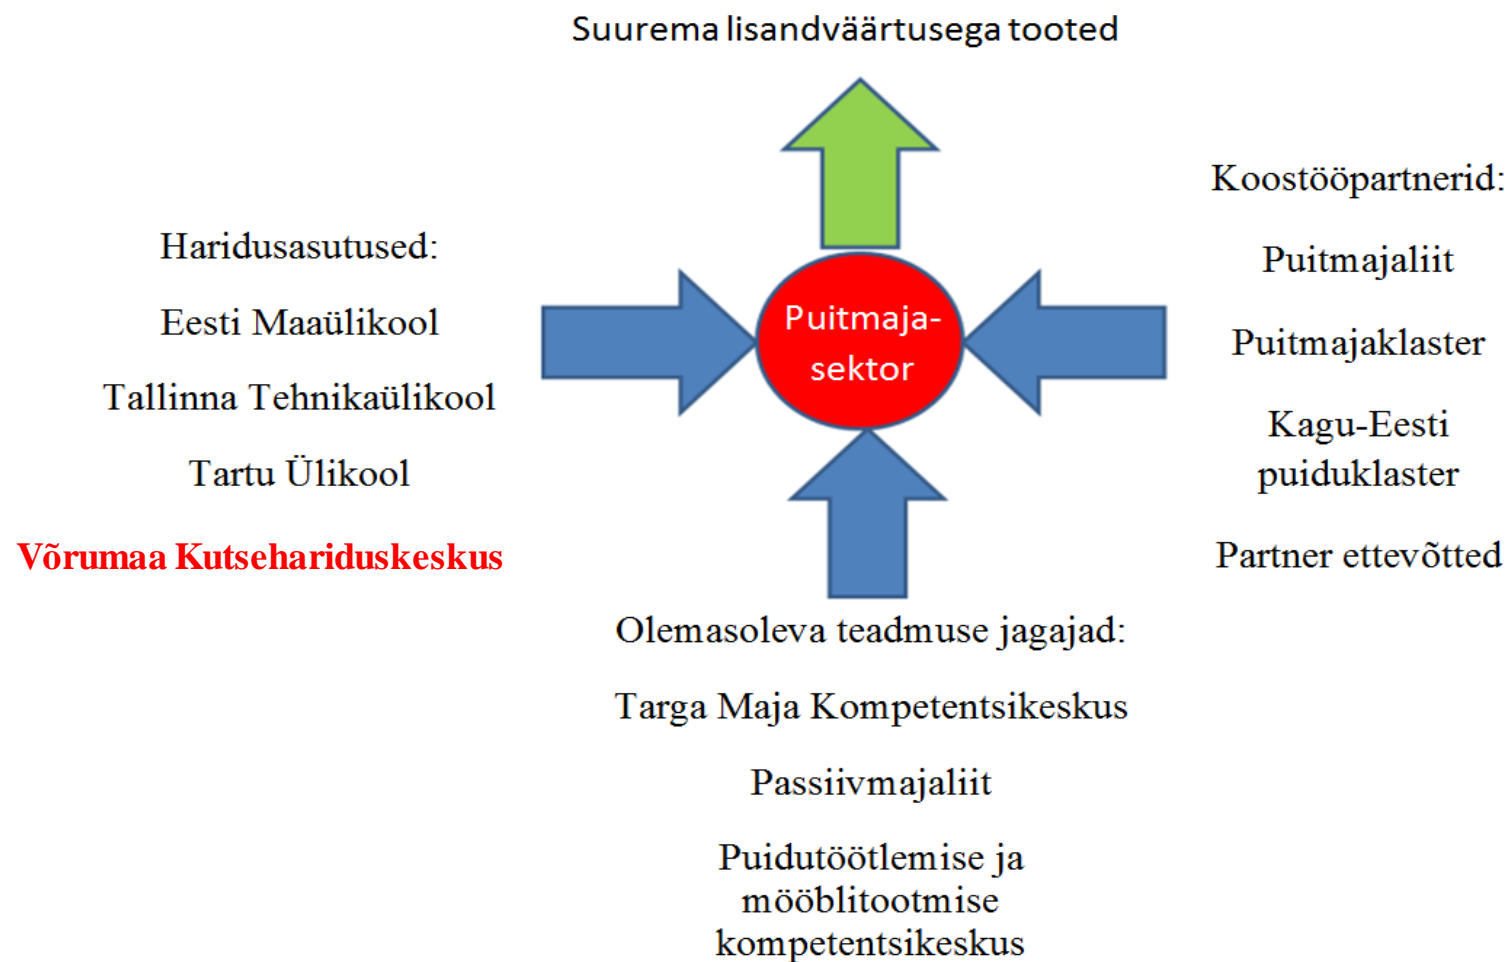 Suurema lisandväärtusega tooted
Haridusasutused:
Eesti Maaülikool
Tallinna Tehnikaülikool
Tartu Ülikool
Võrumaa Kutsehariduskeskus
Puitmaja-
sektor
Koostööpartnerid:
Puitmajaliit
Puitmajaklaster
Kagu-Eesti
puiduklaster
Partner ettevõtted
Olemasoleva teadmuse jagajad:
Targa Maja Kompetentsikeskus
Passiivmajaliit
Puidutöötlemise ja
mööblitootmise
kompetentsikeskus